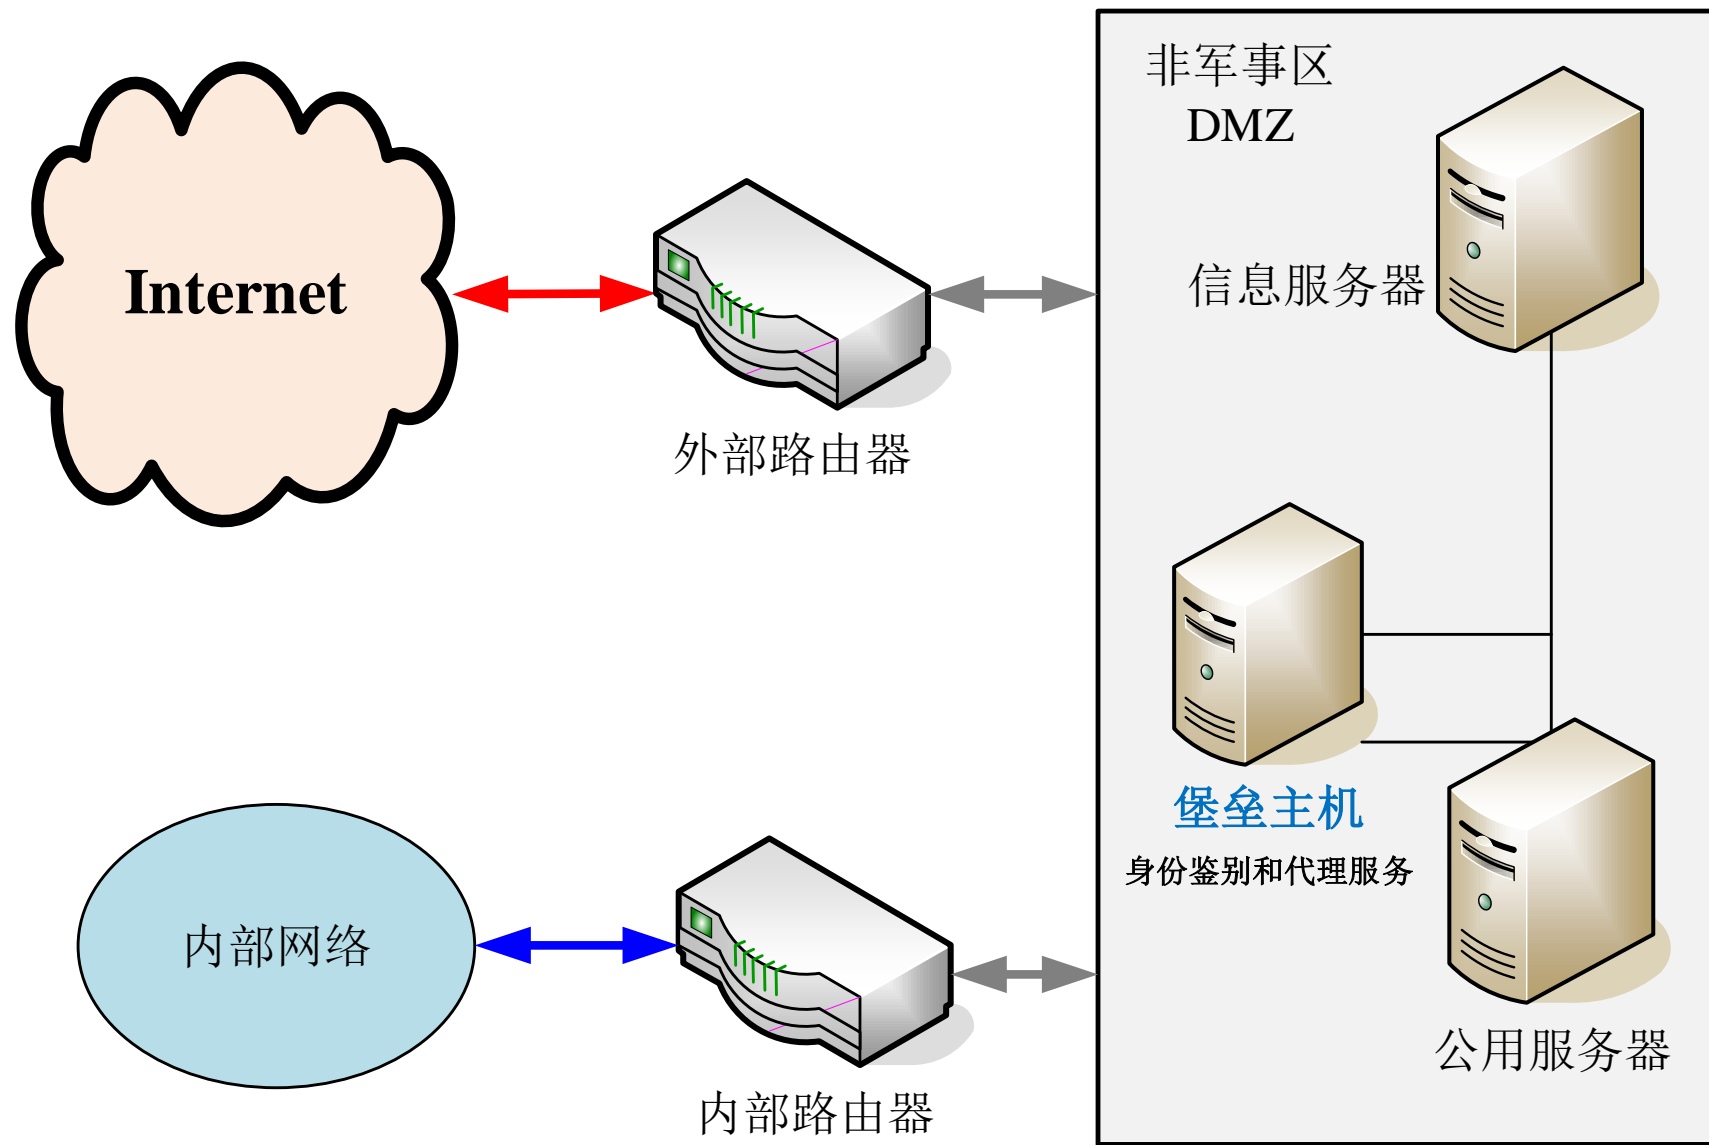 非军事区
DMZ
Internet
信息服务器
外部路由器
堡垒主机
身份鉴别和代理服务
内部网络
公用服务器
内部路由器